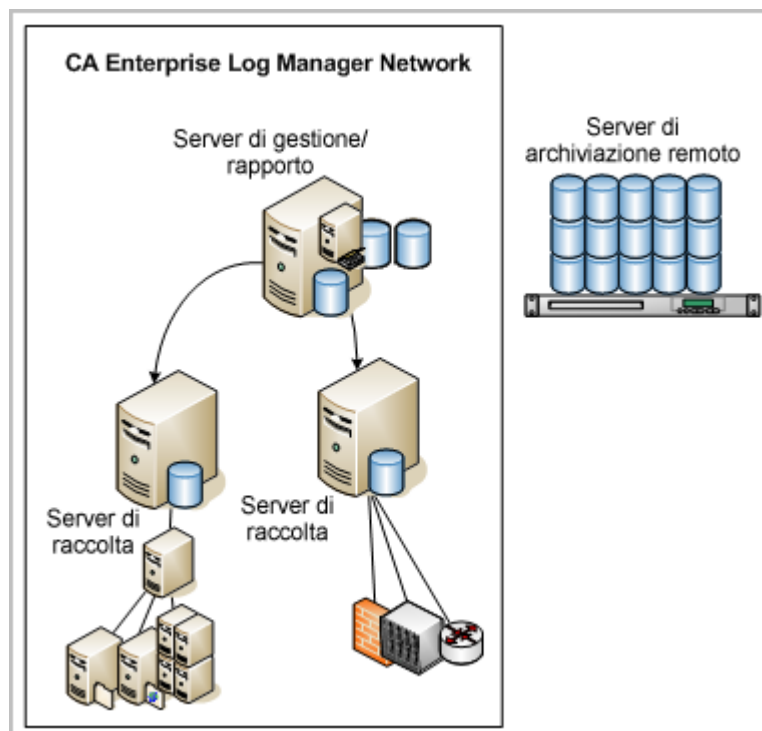 CA Enterprise Log Manager Network
Server di gestione/
rapporto
Server di
archiviazione remoto
Server di
raccolta
Server di
raccolta